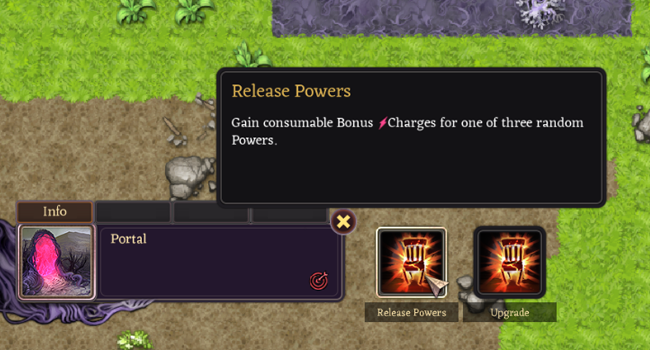 Release Powers
Gain consumable Bonus Charges for one of three random
Powers.
Info
Portal
Release Powers
Upgrade